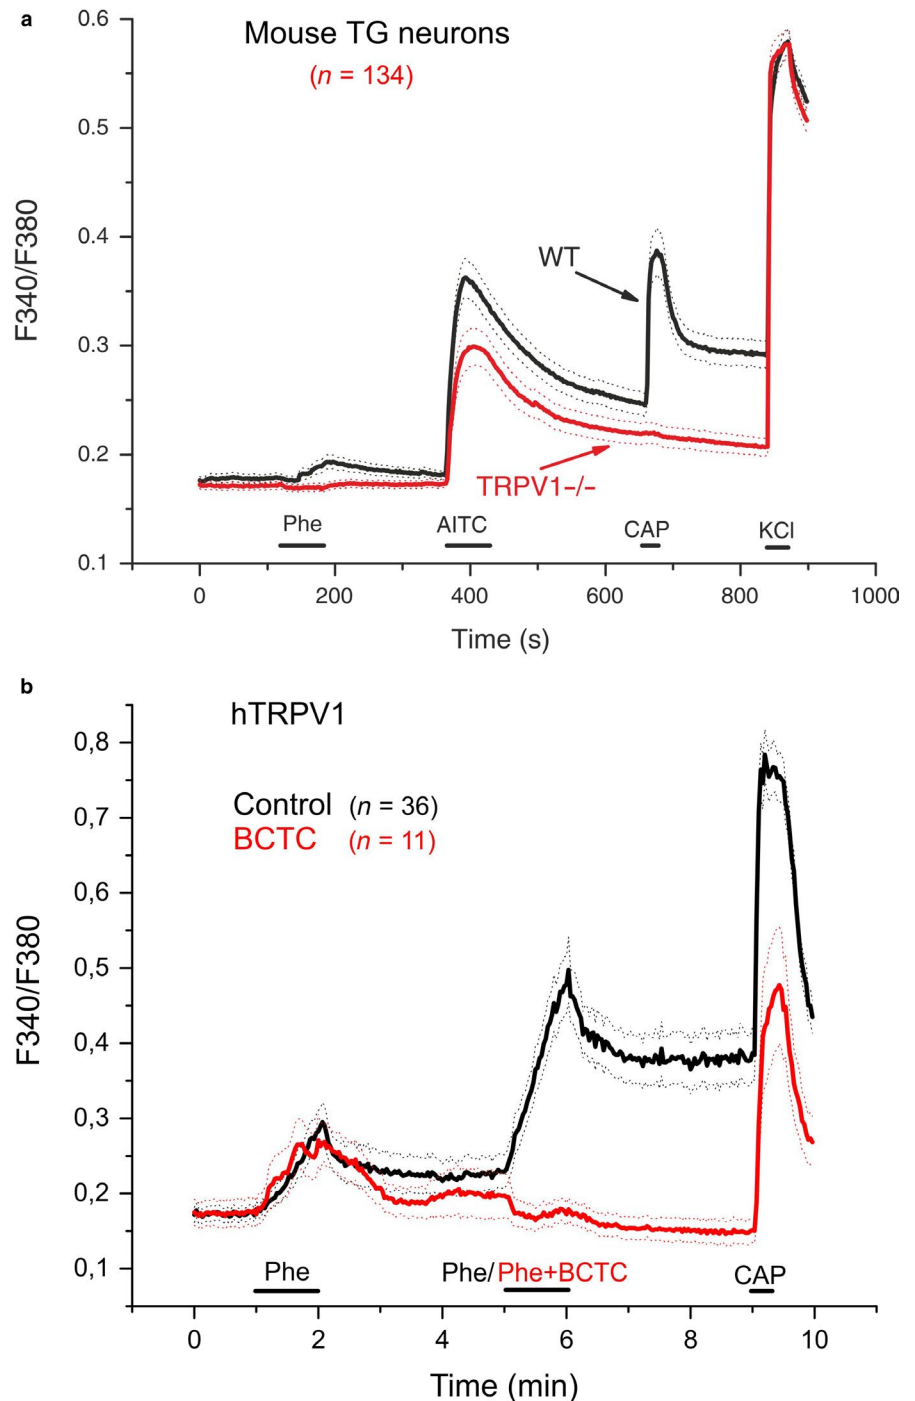 a
Mouse TG neurons
(n = 134)
0.6
0.5
0.4
0.3
0.2
0.1
F340/F380
WT
TRPV1-/-
Phe
AITC
CAP
KCl
0
200
400
600
800
1000
Time (s)
b
hTRPV1
Control (n = 36)
BCTC (n = 11)
0,8
0,7
0,6
0,5
0,4
0,3
0,2
0,1
F340/F380
Phe
Phe/Phe+BCTC
CAP
0
2
4
6
8
10
Time (min)